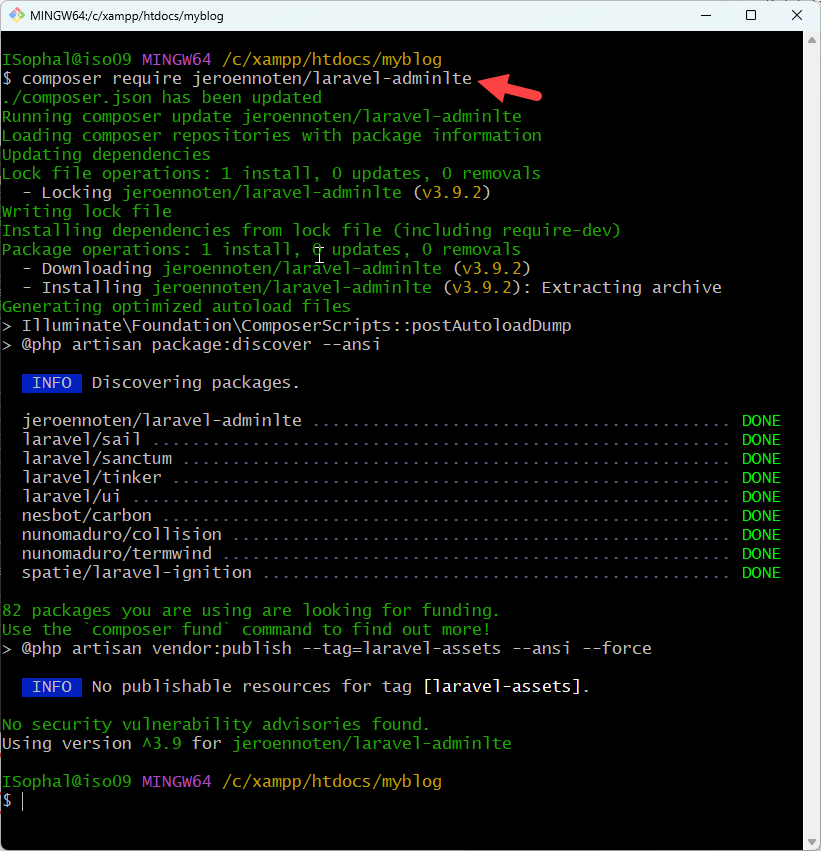 MINGW64:/c/xampp/htdocs/myblog
ISophal@iso09 MINGW64 /c/xampp/htdocs/myblog
$ composer require jeroennoten/laravel-adminlte
./composer.json has been updated
Running composer update jeroennoten/laravel-adminlte
Loading composer repositories with package information
Updating dependencies
Lock file operations: 1 install, 0 updates, 0 removals
  - Locking jeroennoten/laravel-adminlte (v3.9.2)
Writing lock file
Installing dependencies from lock file (including require-dev)
Package operations: 1 install, 0 updates, 0 removals
  - Downloading jeroennoten/laravel-adminlte (v3.9.2)
  - Installing jeroennoten/laravel-adminlte (v3.9.2): Extracting archive
Generating optimized autoload files
> Illuminate\Foundation\ComposerScripts::postAutoloadDump
> @php artisan package:discover --ansi
INFO Discovering packages.
jeroennoten/laravel-adminlte .......................................... DONE
laravel/sail .......................................................... DONE
laravel/sanctum ....................................................... DONE
laravel/tinker ........................................................ DONE
laravel/ui ............................................................ DONE
nesbot/carbon ......................................................... DONE
nunomaduro/collision .................................................. DONE
nunomaduro/termwind ................................................... DONE
spatie/laravel-ignition ............................................... DONE
82 packages you are using are looking for funding.
Use the `composer fund` command to find out more!
> @php artisan vendor:publish --tag=laravel-assets --ansi --force
INFO No publishable resources for tag [laravel-assets].
No security vulnerability advisories found.
Using version ^3.9 for jeroennoten/laravel-adminlte
ISophal@iso09 MINGW64 /c/xampp/htdocs/myblog
$